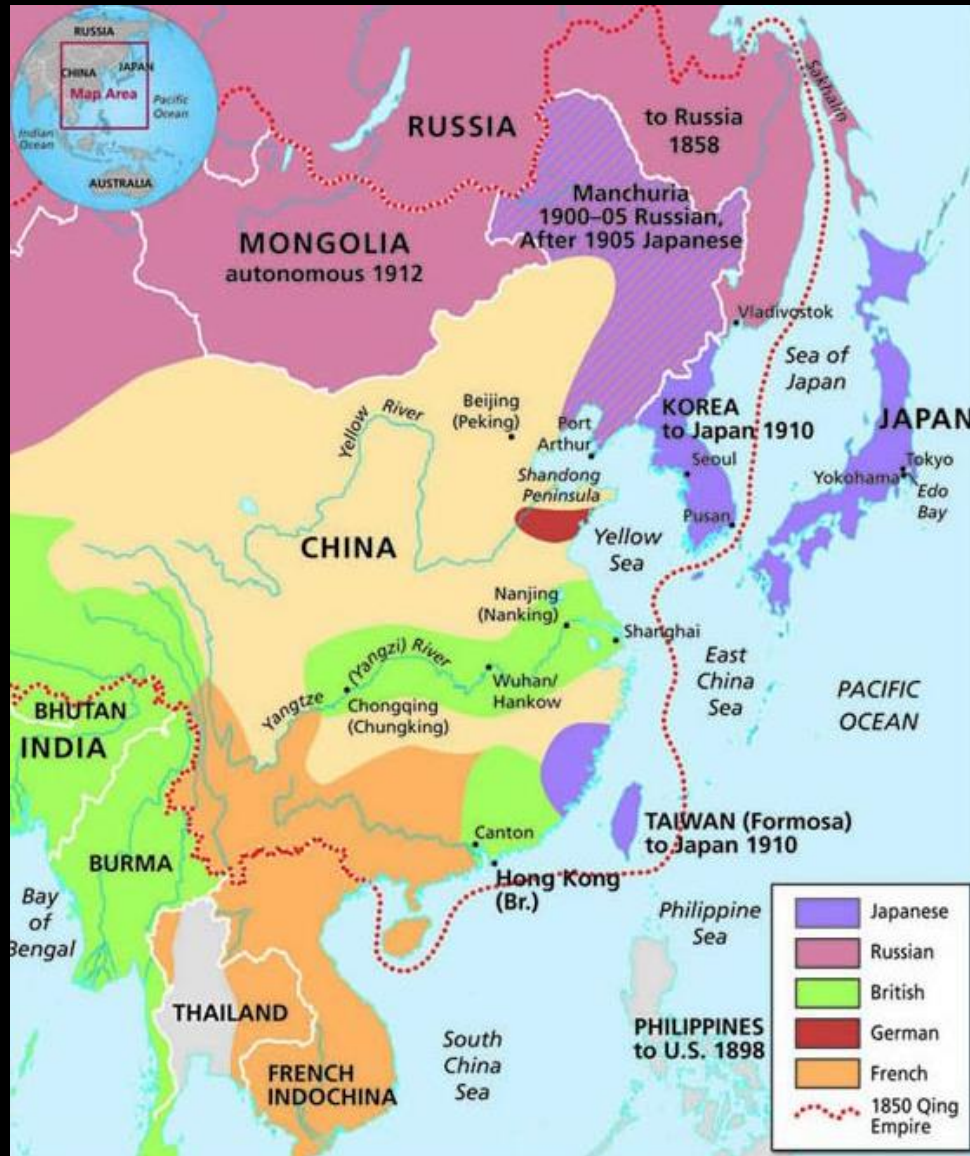 RUSSIA
CHINA
JAPAN
Map Area
Pacific
Ocean
Indian
Ocean
AUSTRALIA
RUSSIA
to Russia
1858
Sakhalin
Manchuria
1900–05 Russian,
After 1905 Japanese
MONGOLIA
autonomous 1912
Vladivostok
Sea of
Japan
Beijing
(Peking)
Yellow River
Port
Arthur
KOREA
to Japan 1910
JAPAN
Seoul
Tokyo
Yokohama
Edo
Bay
Shandong
Peninsula
Pusan
CHINA
Yellow
Sea
Nanjing
(Nanking)
Shanghai
Yangtze (Yangzi) River
Wuhan/
Hankow
Chongqing
(Chungking)
East
China
Sea
PACIFIC
OCEAN
BHUTAN
INDIA
BURMA
Canton
Hong Kong
(Br.)
TAIWAN (Formosa)
to Japan 1910
Bay
of
Bengal
Philippine
Sea
THAILAND
PHILIPPINES
to U.S. 1898
South
China
Sea
FRENCH
INDOCHINA
Japanese
Russian
British
German
French
1850 Qing
Empire